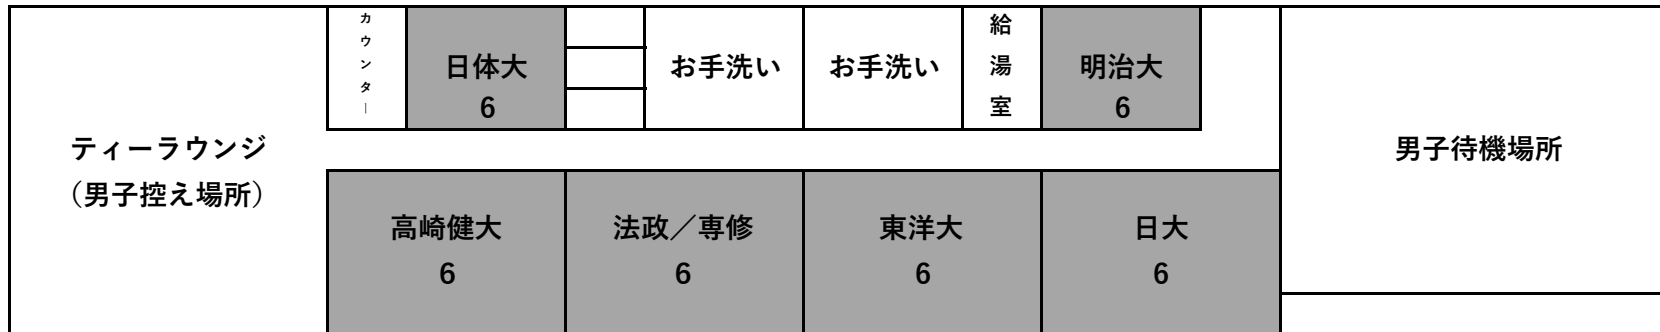 ティーラウンジ
（男子控え場所）
カウンター
日体大
6
お手洗い
お手洗い
給湯室
明治大
6
高崎健大
6
法政／専修
6
東洋大
6
日大
6
男子待機場所